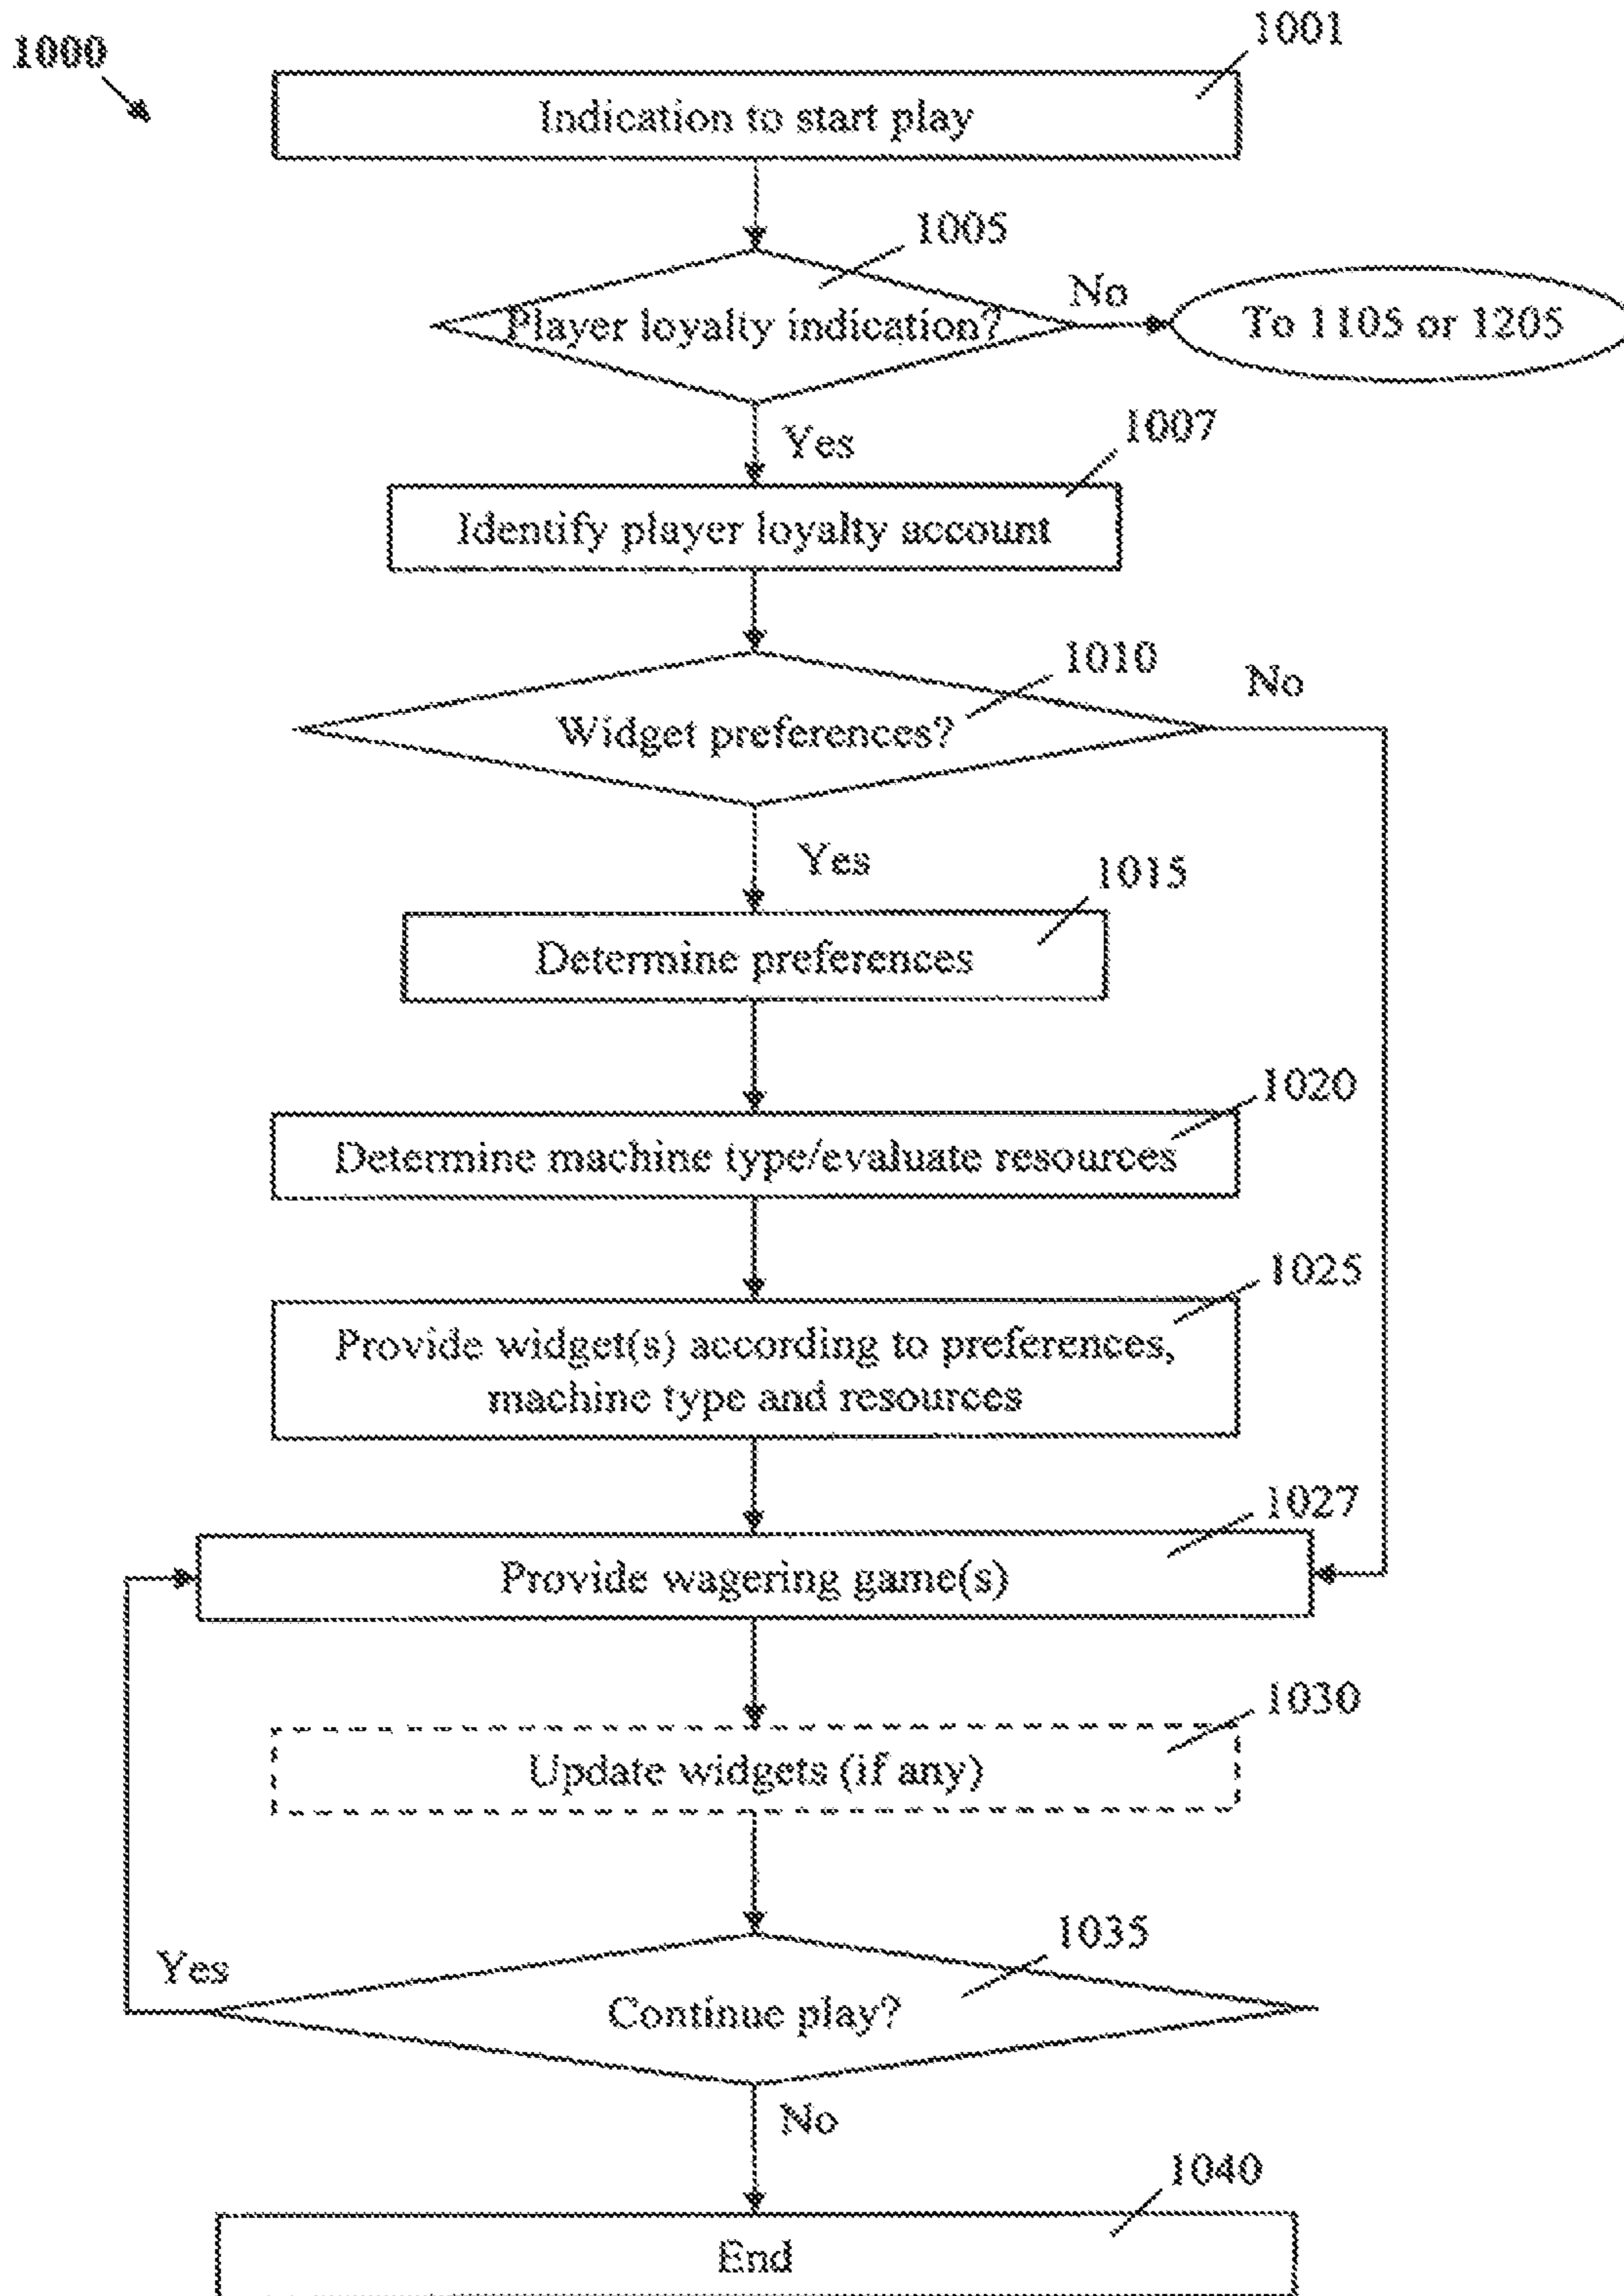 1000
1001
Indication to start play
1005
Player loyalty indication?
No
To 1105 or 1205
Yes
1007
Identify player loyalty account
1010
No
Widget preferences?
Yes
1015
Determine preferences
1020
Determine machine type/evaluate resources
1025
Provide widget(s) according to preferences,
machine type and resources
1027
Provide wagering game(s)
1030
Update widgets (if any)
1035
Yes
Continue play?
No
1040
End